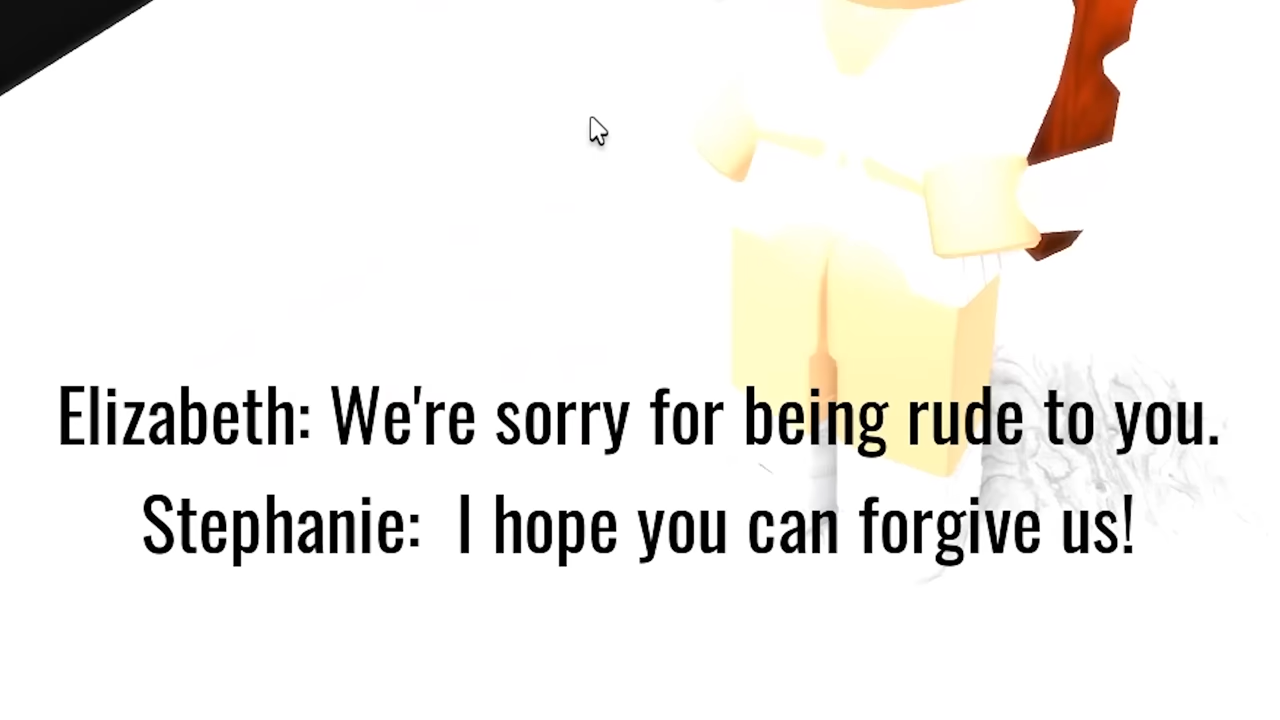 Elizabeth: We're sorry for being rude to you.
Stephanie:  I hope you can forgive us!